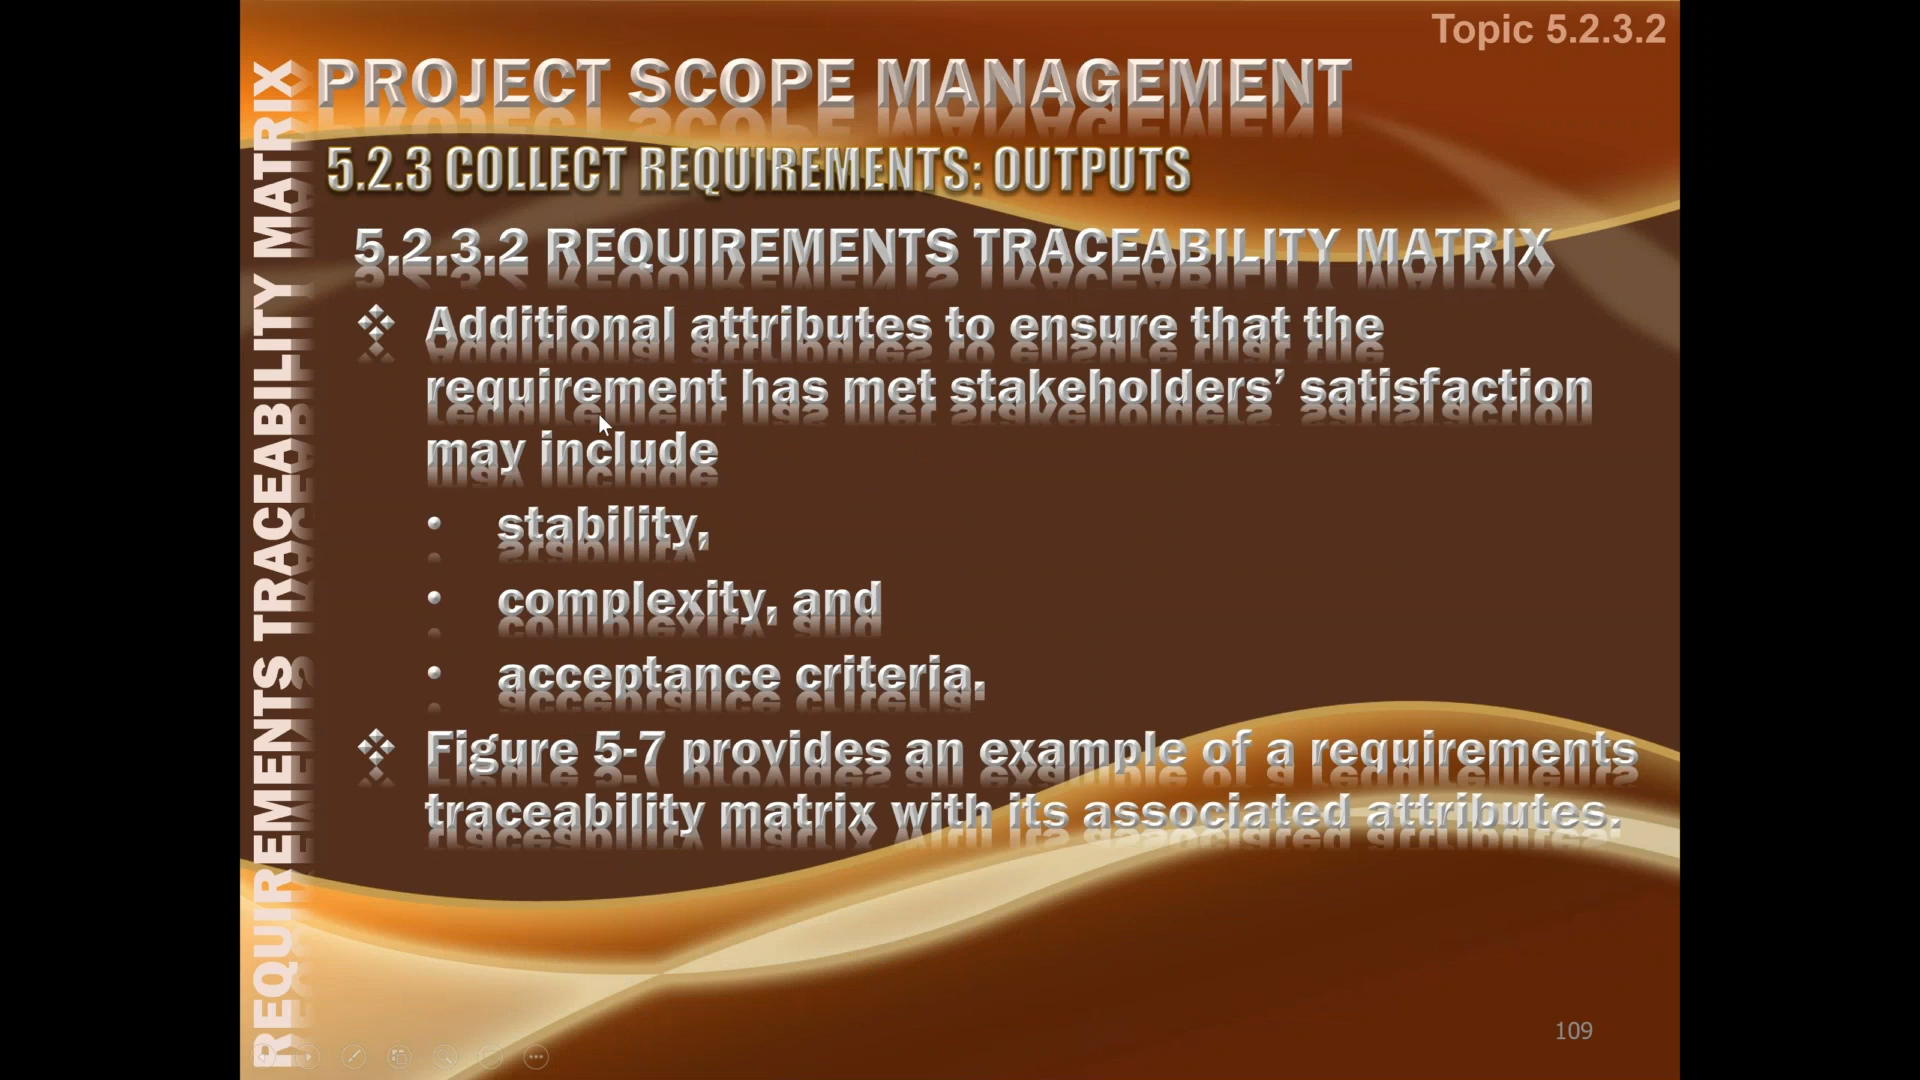 Topic 5.2.3.2
PROJECT SCOPE MANAGEMENT
5.2.3 COLLECT REQUIREMENTS: OUTPUTS
REQUIREMENTS TRACEABILITY MATRIX
5.2.3.2 REQUIREMENTS TRACEABILITY MATRIX
❖ Additional attributes to ensure that the
requirement has met stakeholders’ satisfaction
may include
• stability,
• complexity, and
• acceptance criteria.
❖ Figure 5-7 provides an example of a requirements
traceability matrix with its associated attributes.
109